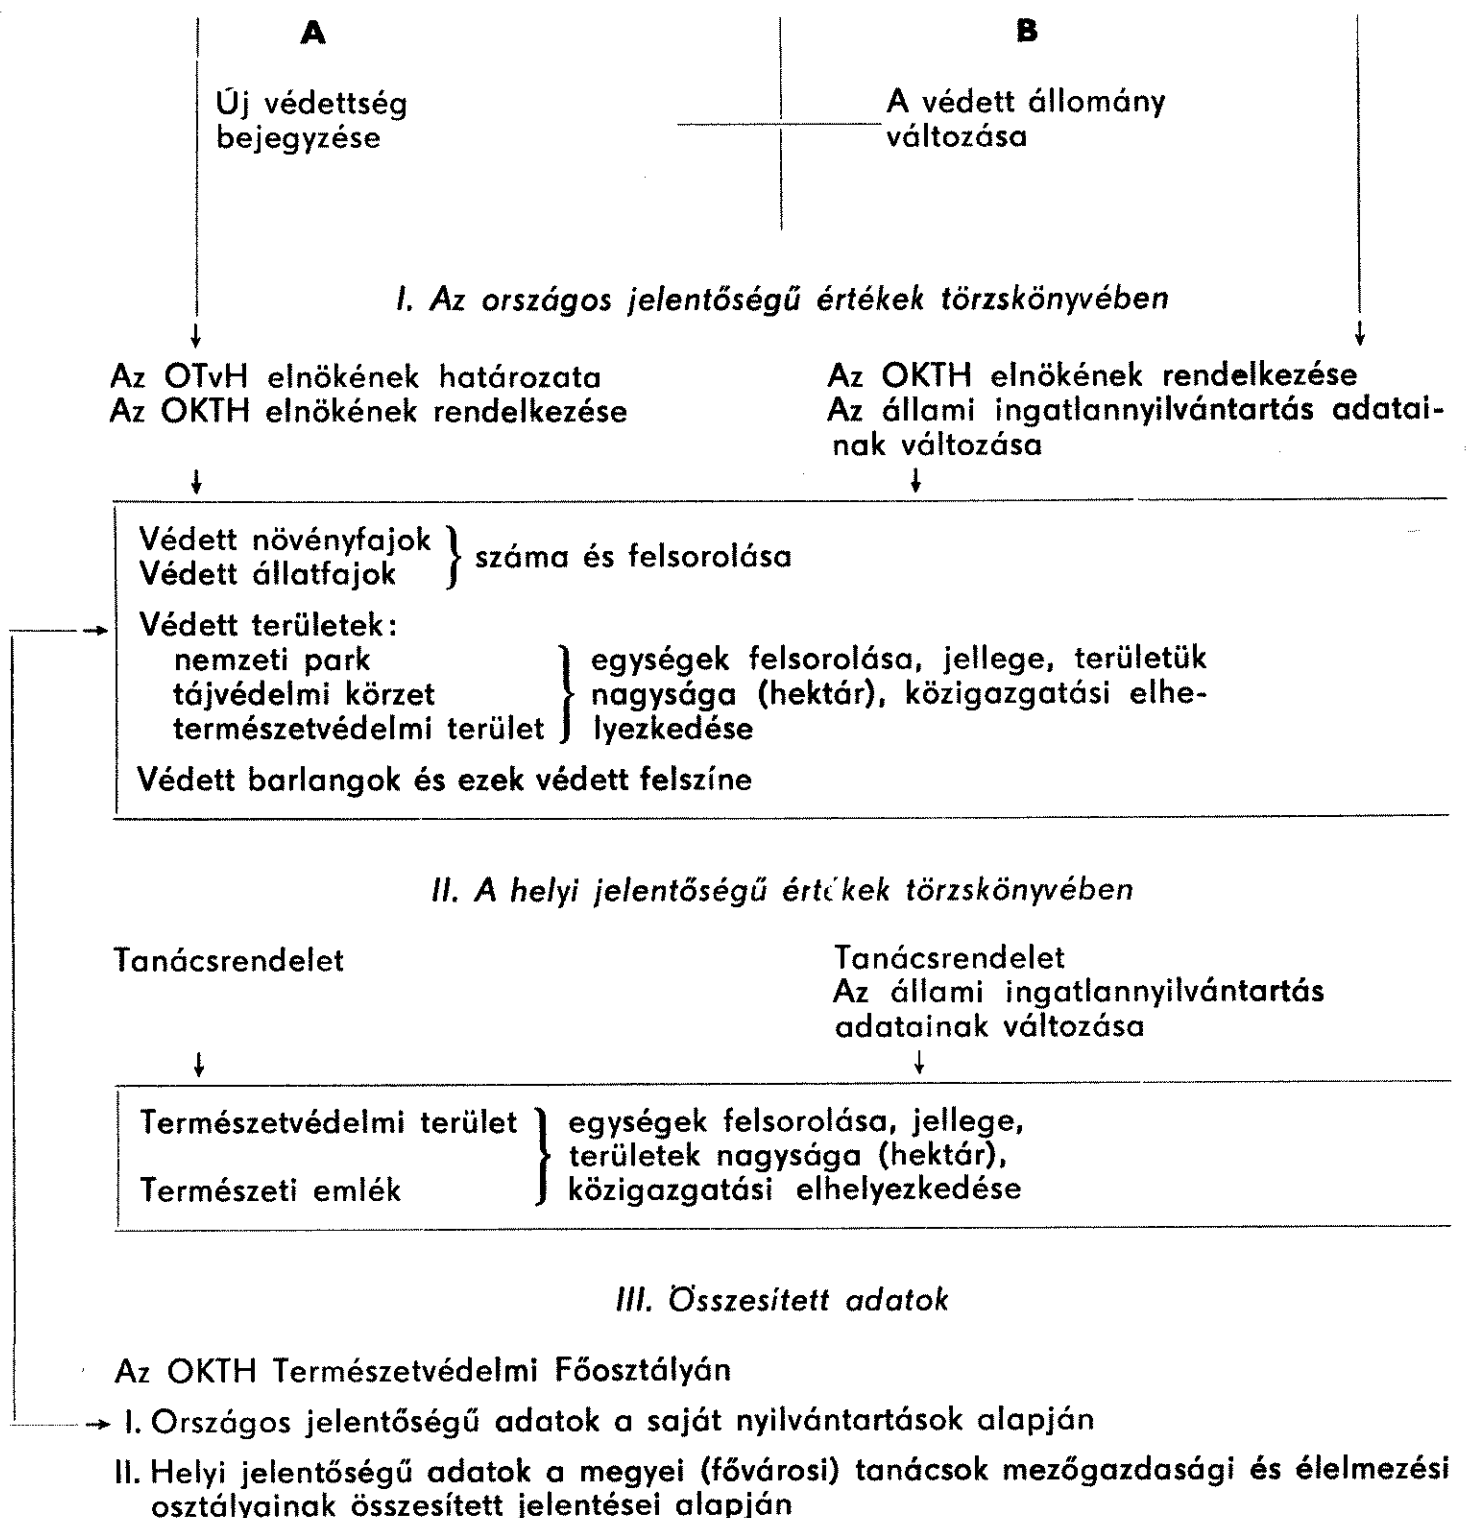 A
B
Új védettség
bejegyzése
A védett állomány
változása
I. Az országos jelentőségű értékek törzskönyvében
Az OTvH elnökének határozata
Az OKTH elnökének rendelkezése
Az OKTH elnökének rendelkezése
Az állami ingatlannyilvántartás adatai-
nak változása
Védett növényfajok
Védett állatfajok
száma és felsorolása
Védett területek:
nemzeti park
tájvédelmi körzet
természetvédelmi terület
egységek felsorolása, jellege, területük
nagysága (hektár), közigazgatási elhe-
lyezkedése
Védett barlangok és ezek védett felszíne
II. A helyi jelentőségű értékek törzskönyvében
Tanácsrendelet
Tanácsrendelet
Az állami ingatlannyilvántartás
adatainak változása
Természetvédelmi terület
Természeti emlék
egységek felsorolása, jellege,
területek nagysága (hektár),
közigazgatási elhelyezkedése
III. Összesített adatok
Az OKTH Természetvédelmi Főosztályán
I. Országos jelentőségű adatok a saját nyilvántartások alapján
II. Helyi jelentőségű adatok a megyei (fővárosi) tanácsok mezőgazdasági és élelmezési
osztályainak összesített jelentései alapján